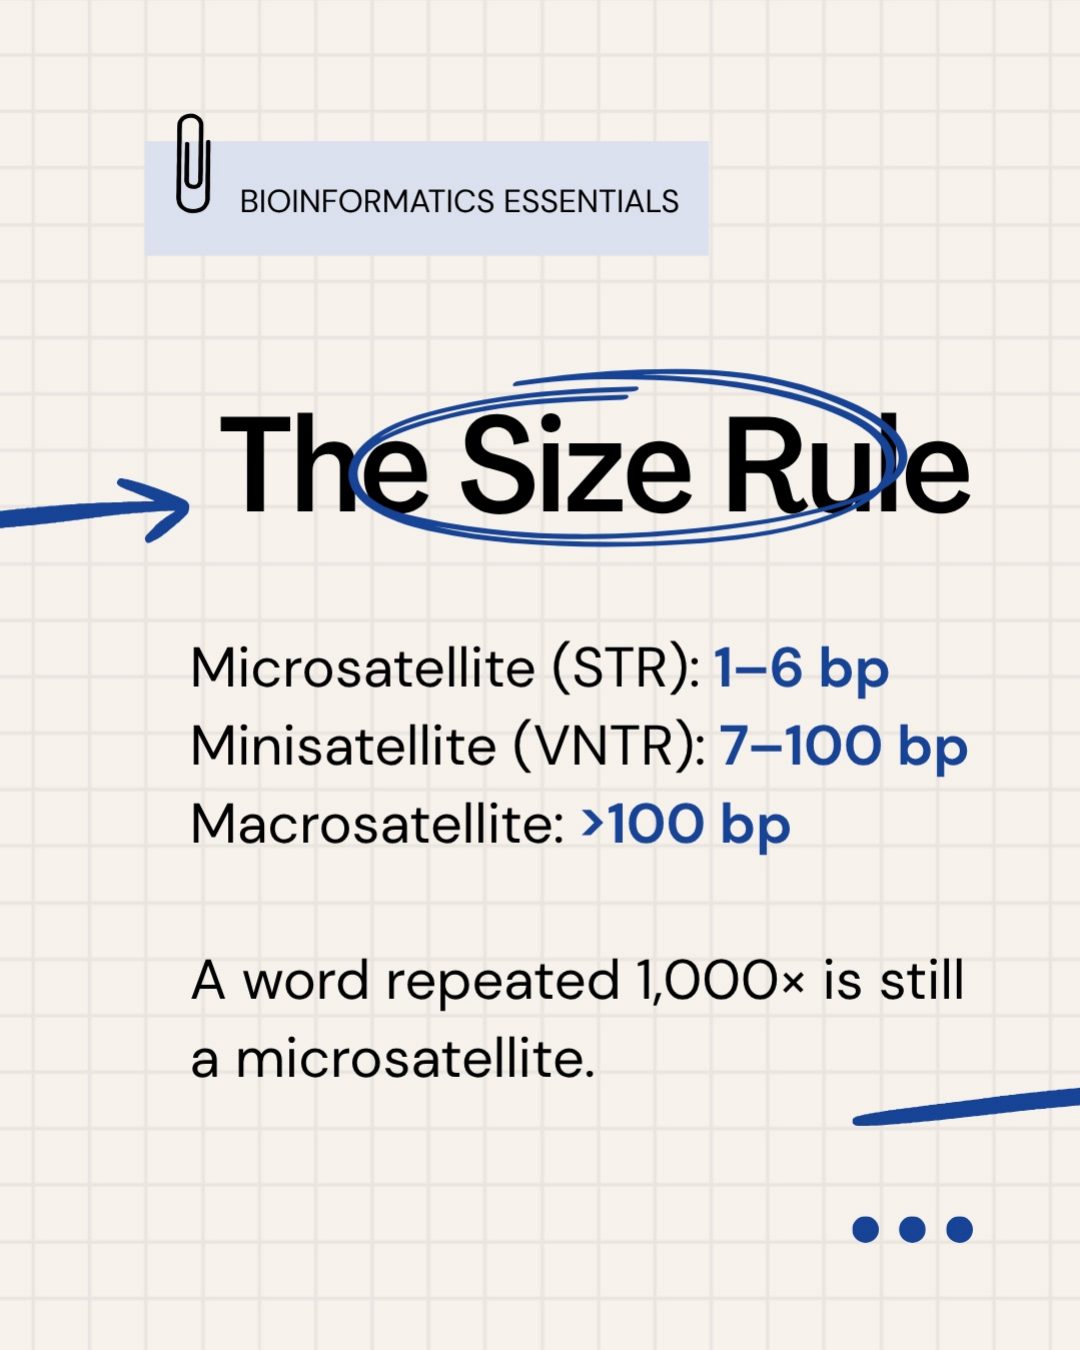 BIOINFORMATICS ESSENTIALS
The Size Rule
Microsatellite (STR): 1–6 bp
Minisatellite (VNTR): 7–100 bp
Macrosatellite: >100 bp
A word repeated 1,000× is still
a microsatellite.